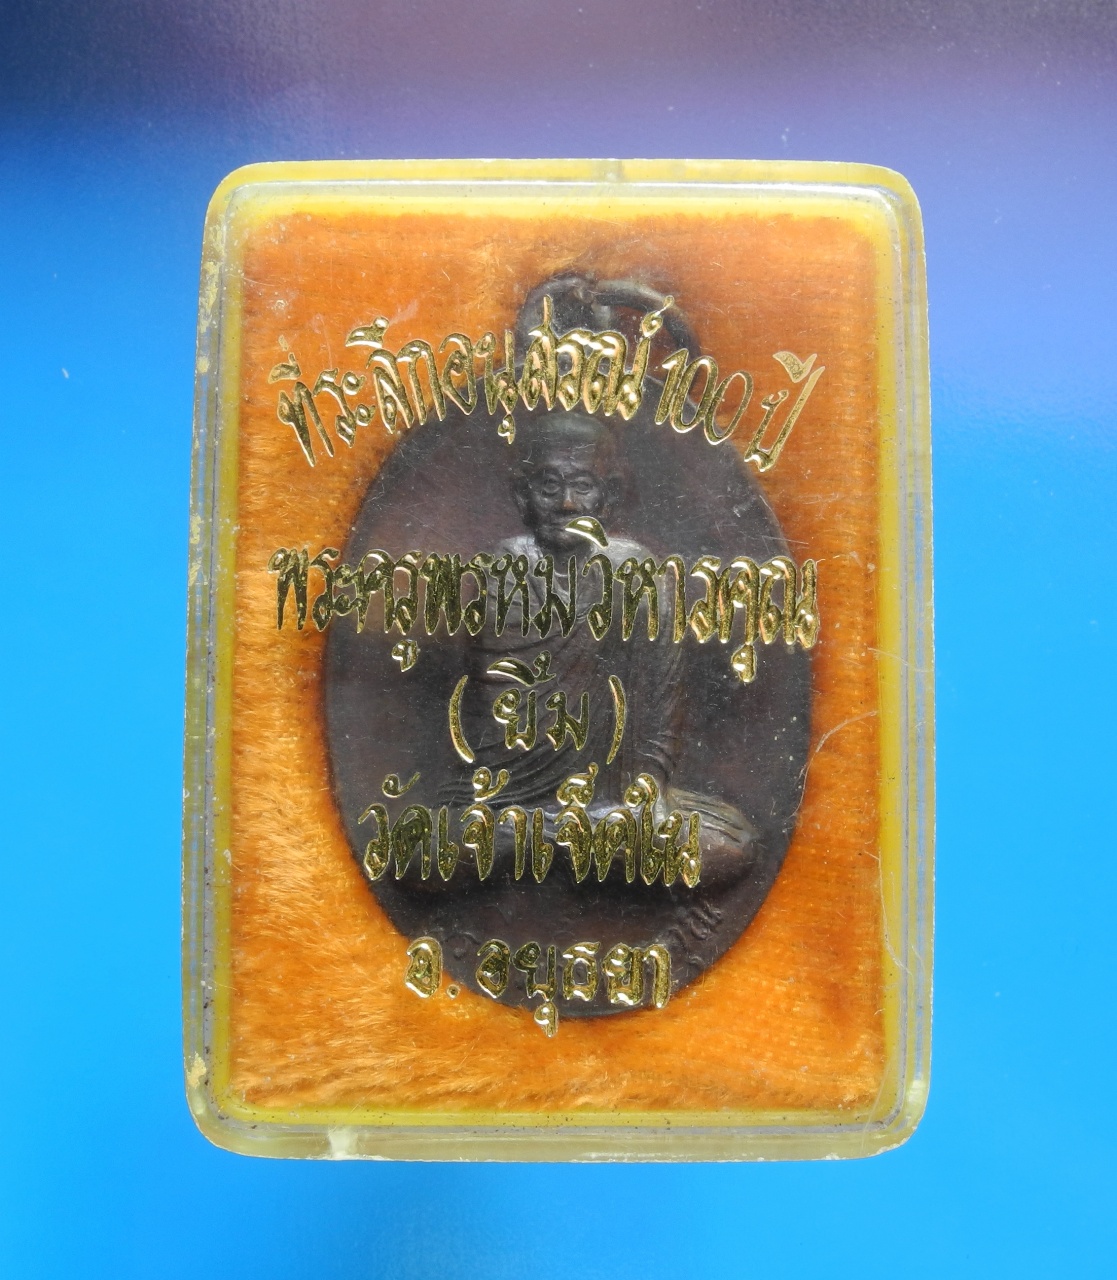 ที่ระลึกอนุสรณ์ 100 ปี
พระครูพรหมวิหารคุณ
(ยิ้ม)
วัดเจ้าเจ็ดใน
อ. อยุธยา